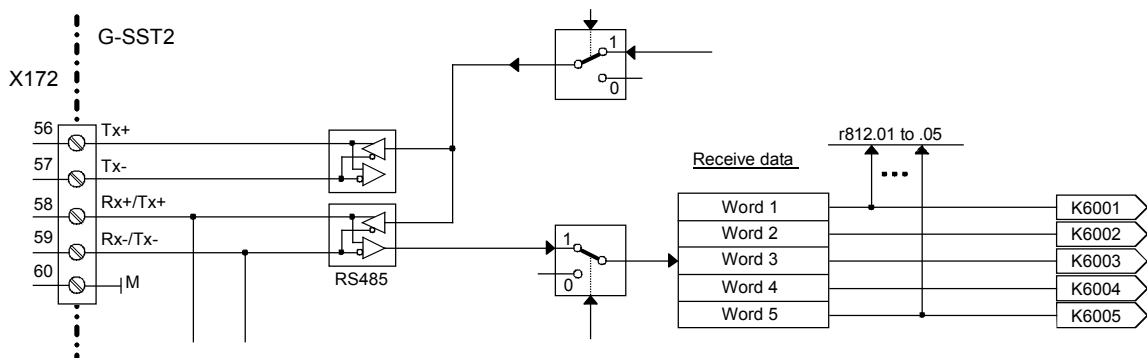 G-SST2
X172
1
0
56 Tx+
57 Tx-
58 Rx+/Tx+
59 Rx-/Tx-
60 M
RS485
1
0
Receive data
r812.01 to .05
Word 1 K6001
Word 2 K6002
Word 3 K6003
Word 4 K6004
Word 5 K6005